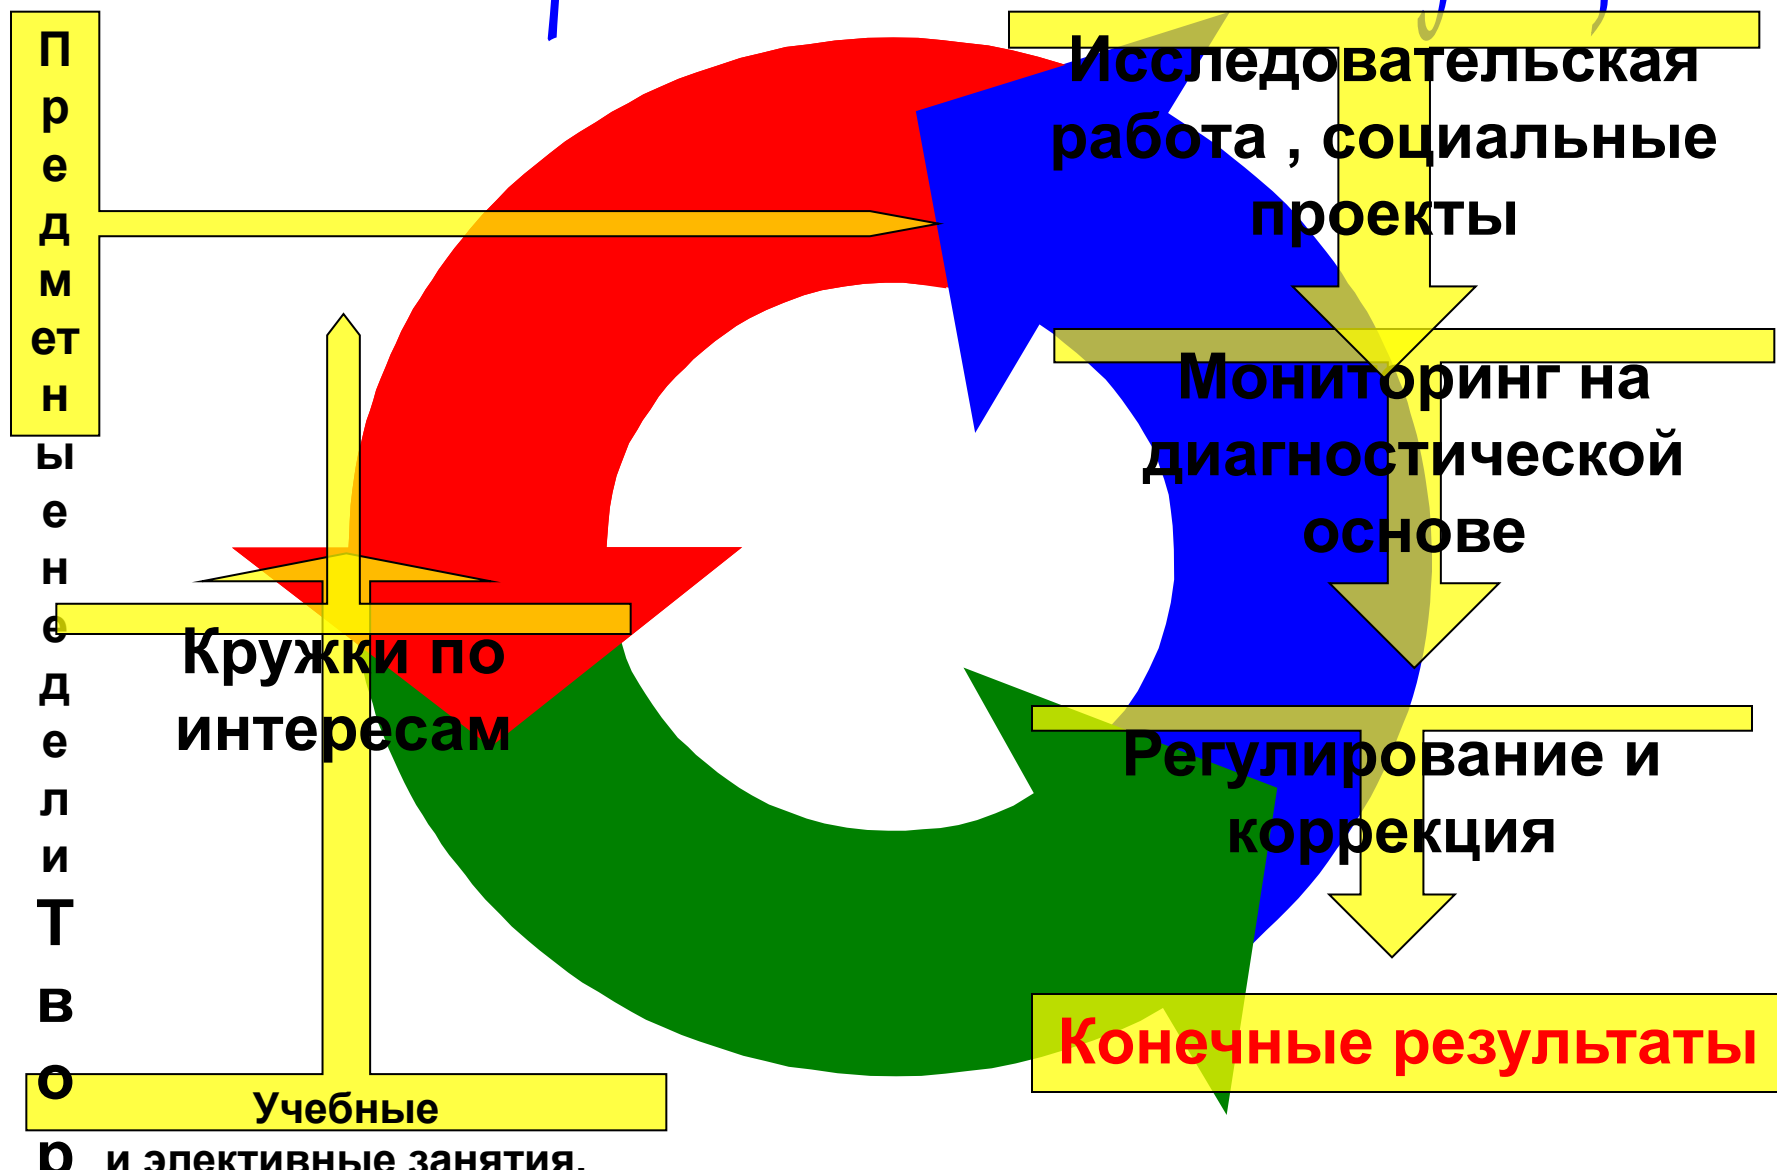 П
р
е
д
м
ет
н
ы
е
н
е
д
е
л
и
Т
в
о
р
Исследовательская
работа , социальные
проекты
Мониторинг на
диагностической
основе
Кружки по
интересам
Регулирование и
коррекция
Конечные результаты
Учебные
и элективные занятия,